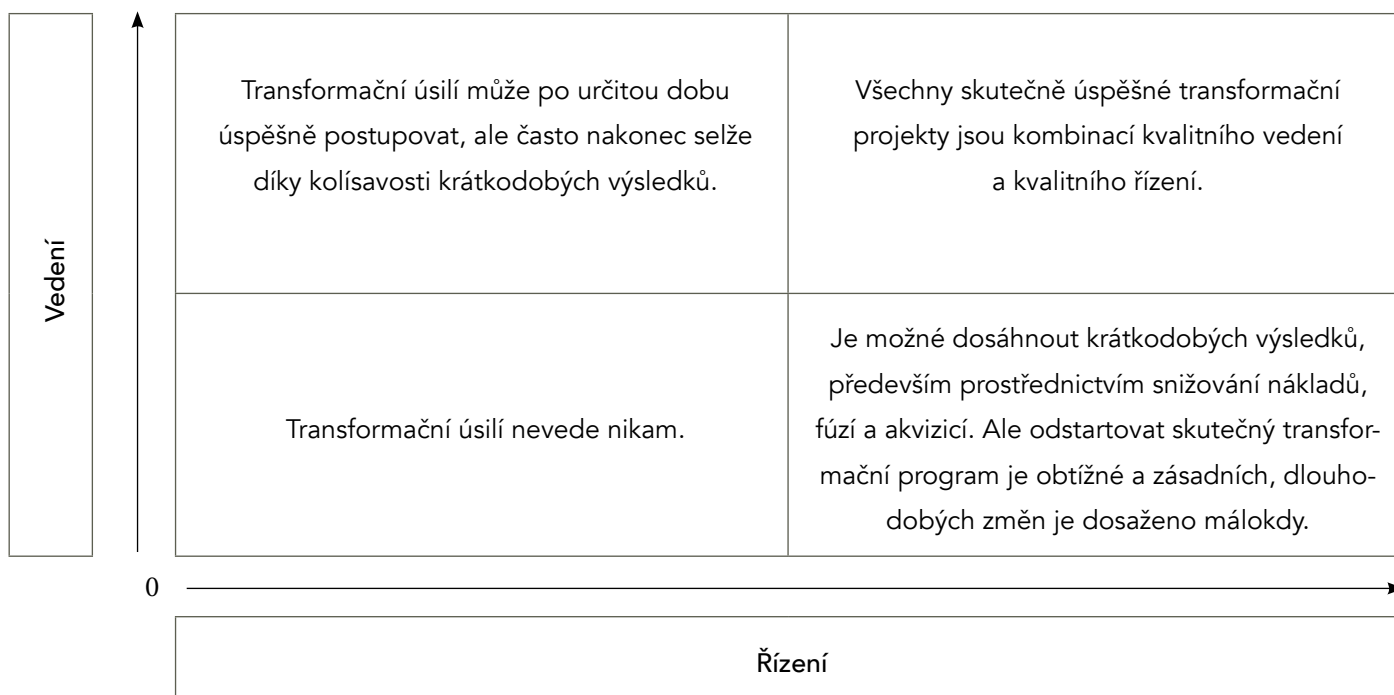 Transformační úsilí může po určitou dobu
úspěšně postupovat, ale často nakonec selže
díky kolísavosti krátkodobých výsledků.
Všechny skutečně úspěšné transformační
projekty jsou kombinací kvalitního vedení
a kvalitního řízení.
Vedení
Transformační úsilí nevede nikam.
Je možné dosáhnout krátkodobých výsledků,
především prostřednictvím snižování nákladů,
fúzí a akvizicí. Ale odstartovat skutečný transfor-
mační program je obtížné a zásadních, dlouho-
dobých změn je dosaženo málokdy.
0
Řízení